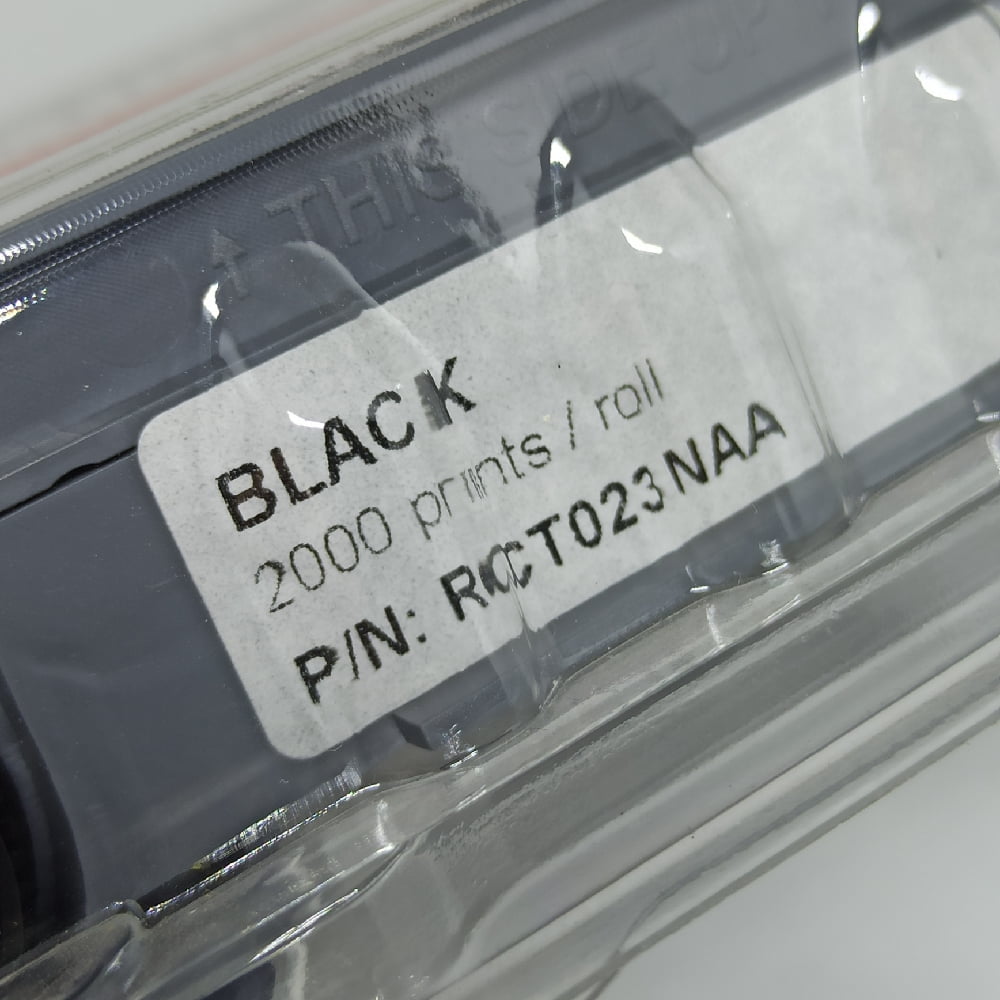 THIS SIDE UP
BLACK
2000 prints / roll
P/N: RCT023NAA